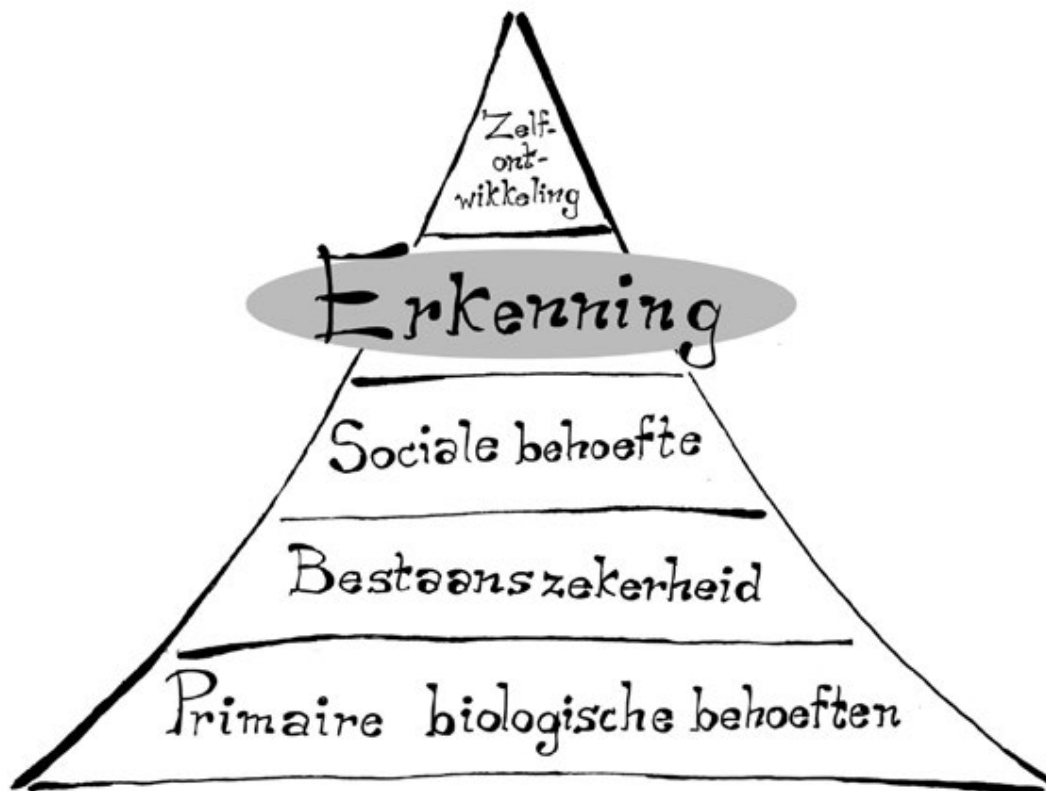 Zelf-
ont-
wikkeling
Erkenning
Sociale behoefte
Bestaanszekerheid
Primaire biologische behoeften